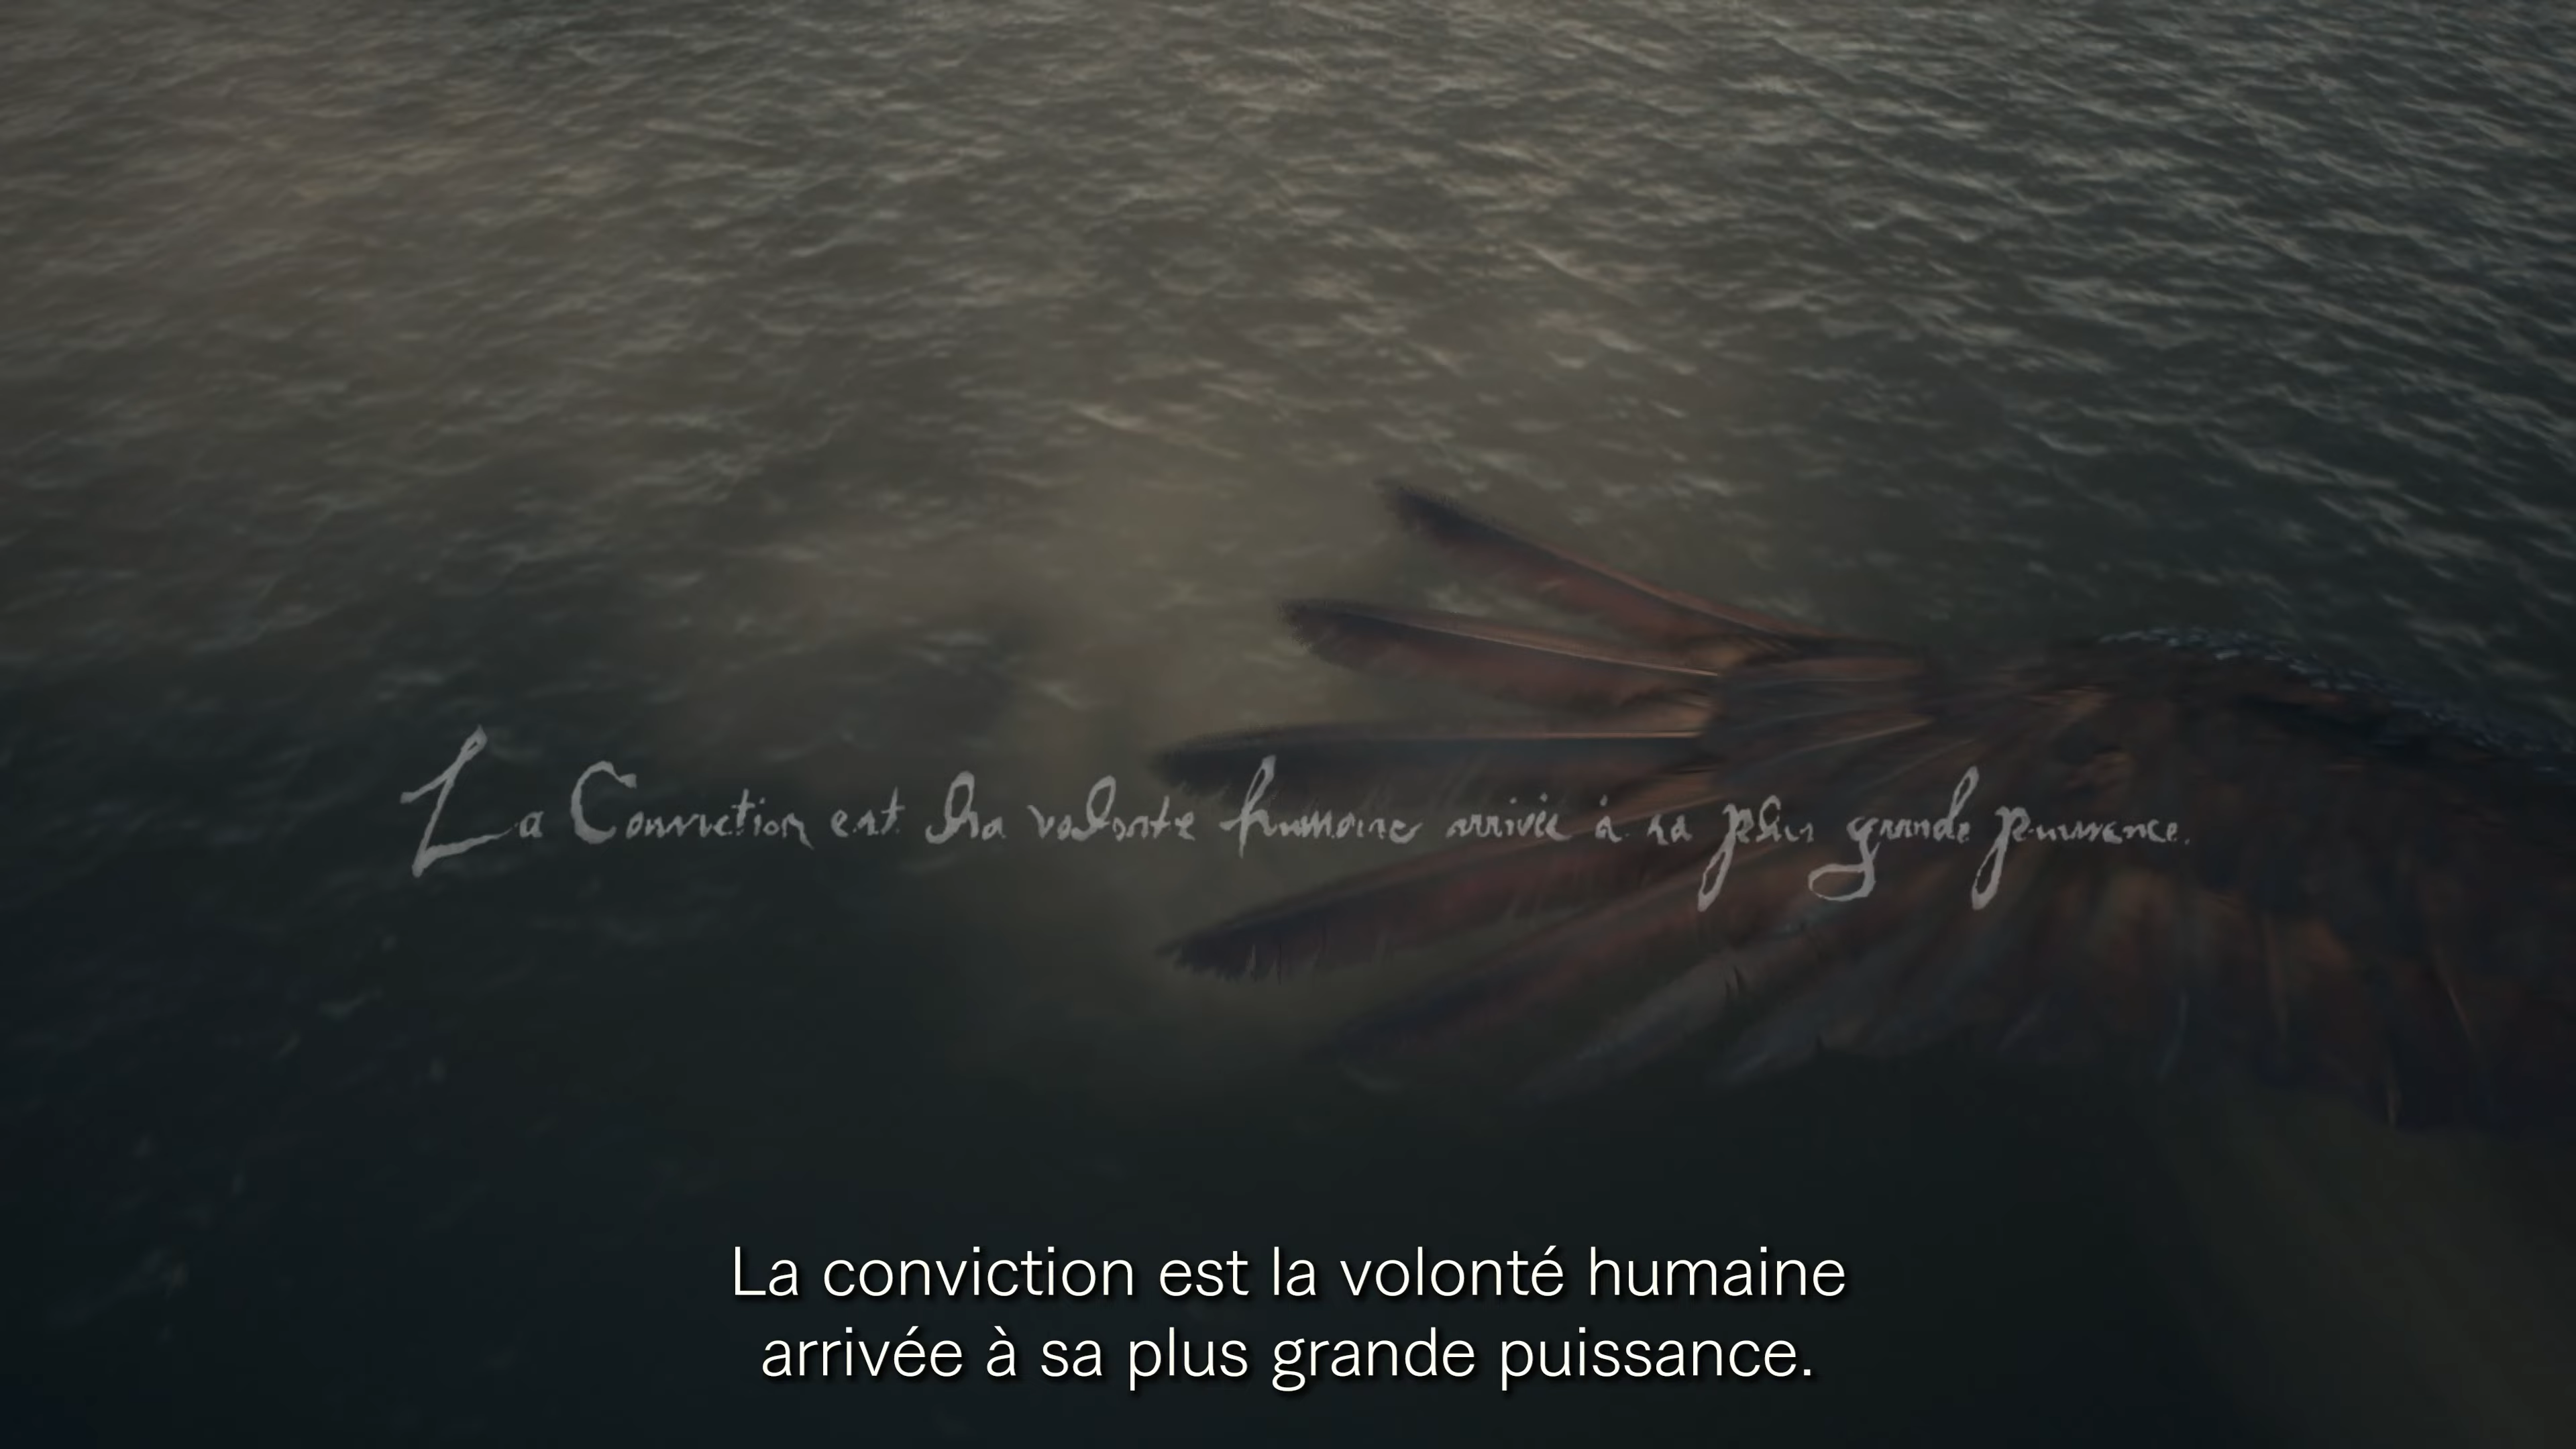 La Conviction est la volonté humaine arrivée à sa plus grande puissance.
La conviction est la volonté humaine
arrivée à sa plus grande puissance.